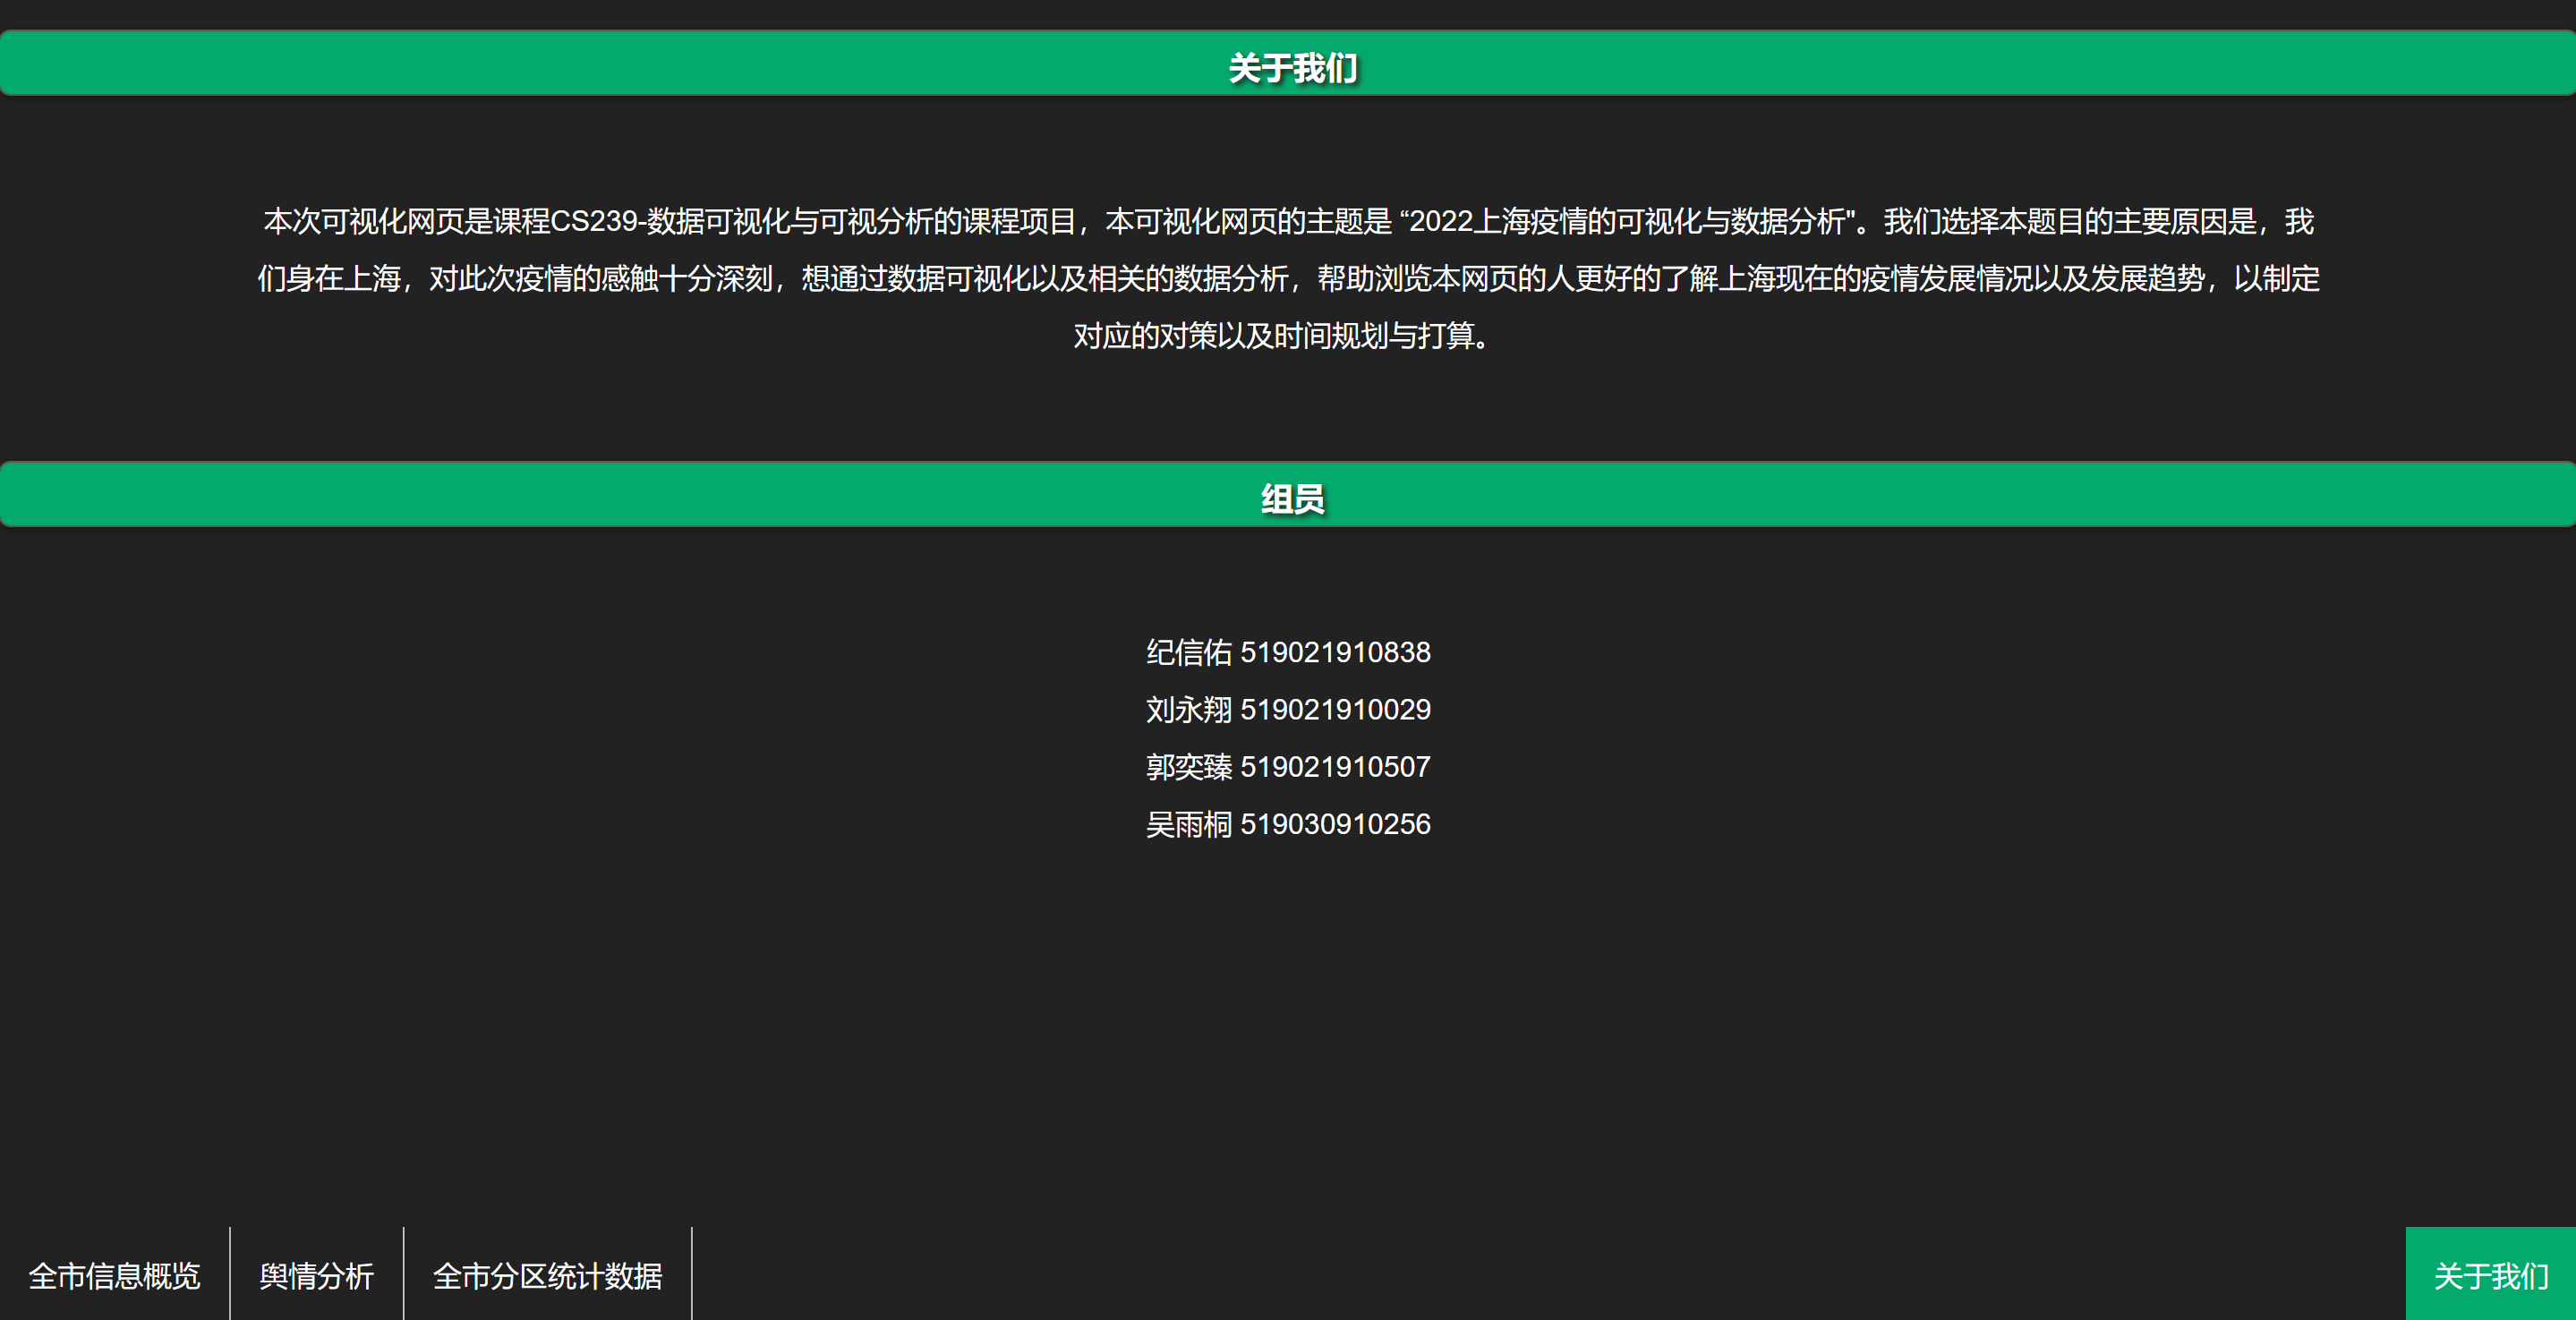 关于我们
本次可视化网页是课程CS239-数据可视化与可视分析的课程项目，本可视化网页的主题是 “2022上海疫情的可视化与数据分析"。我们选择本题目的主要原因是，我
们身在上海，对此次疫情的感触十分深刻，想通过数据可视化以及相关的数据分析，帮助浏览本网页的人更好的了解上海现在的疫情发展情况以及发展趋势，以制定
对应的对策以及时间规划与打算。
组员
纪信佑 519021910838
刘永翔 519021910029
郭奕臻 519021910507
吴雨桐 519030910256
全市信息概览
舆情分析
全市分区统计数据
关于我们